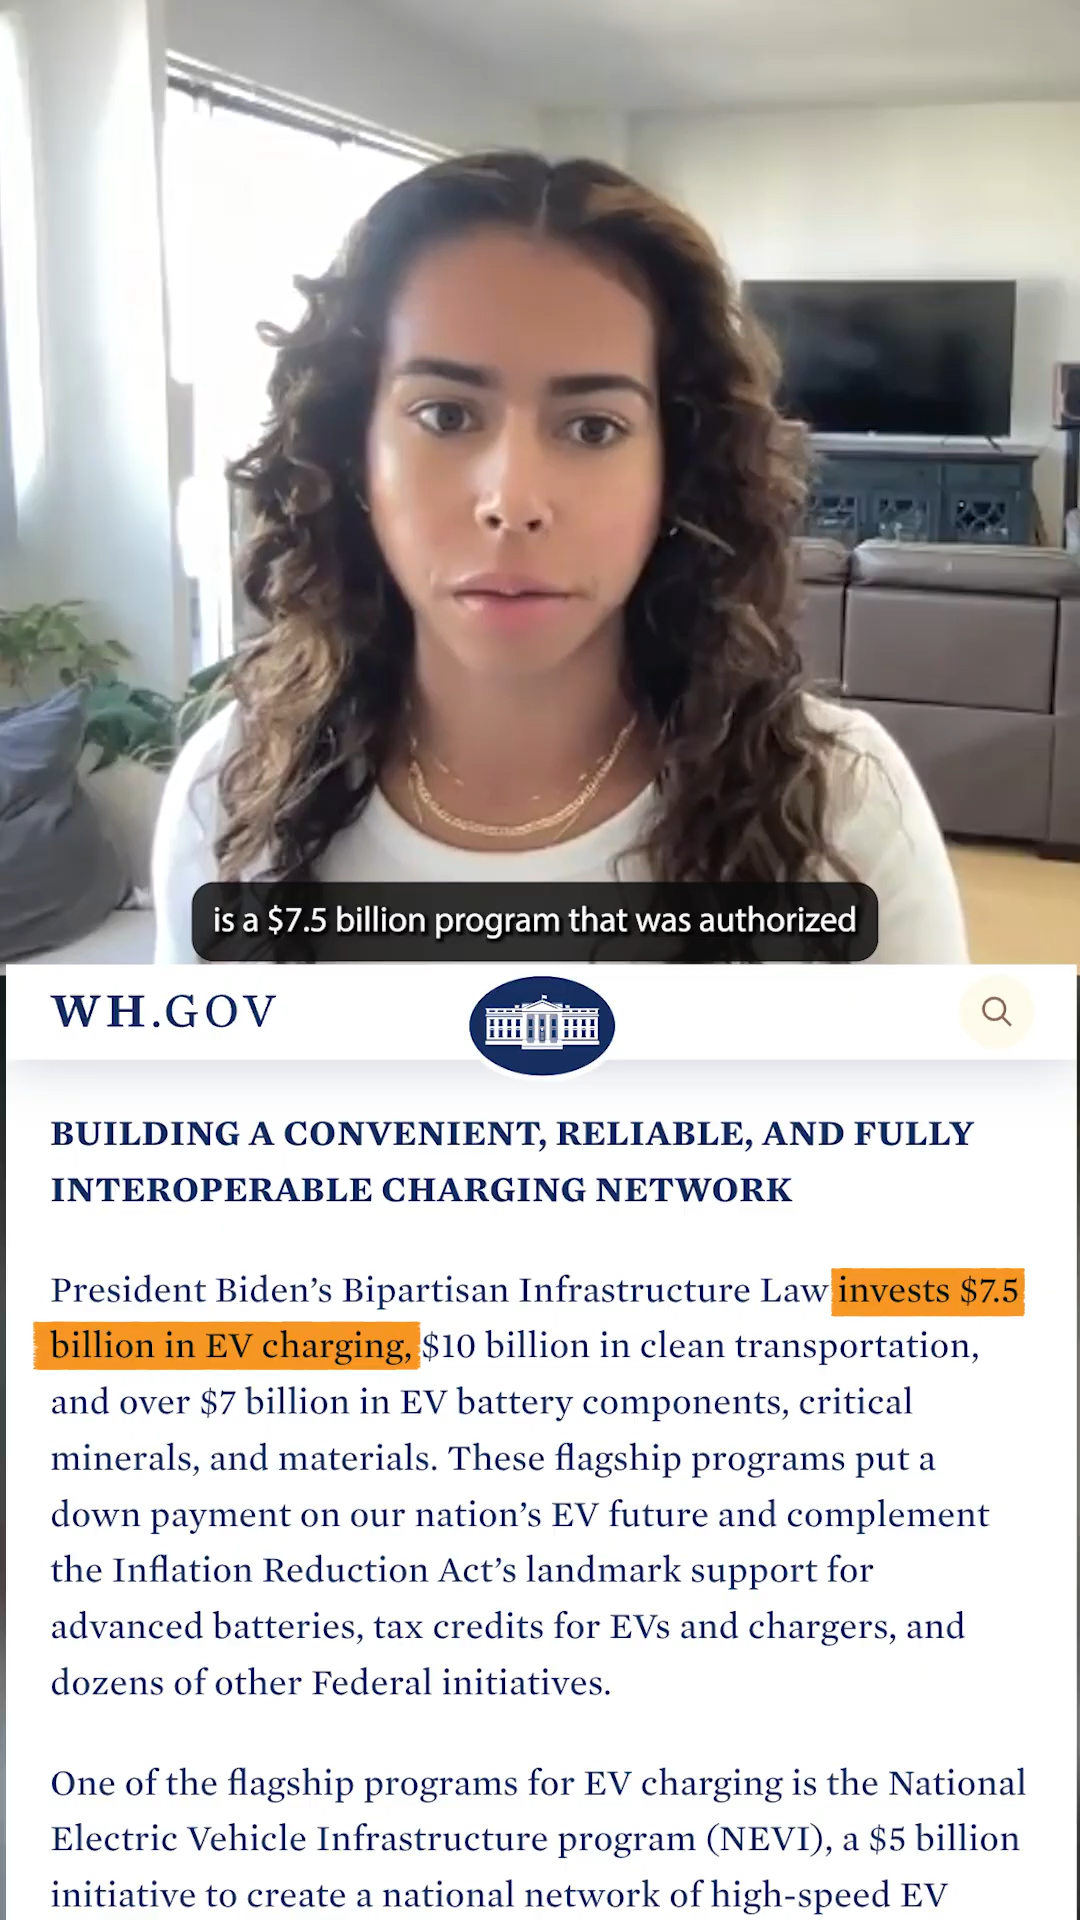 is a $7.5 billion program that was authorized
WH.GOV
BUILDING A CONVENIENT, RELIABLE, AND FULLY
INTEROPERABLE CHARGING NETWORK
President Biden’s Bipartisan Infrastructure Law invests $7.5
billion in EV charging, $10 billion in clean transportation,
and over $7 billion in EV battery components, critical
minerals, and materials. These flagship programs put a
down payment on our nation’s EV future and complement
the Inflation Reduction Act’s landmark support for
advanced batteries, tax credits for EVs and chargers, and
dozens of other Federal initiatives.
One of the flagship programs for EV charging is the National
Electric Vehicle Infrastructure program (NEVI), a $5 billion
initiative to create a national network of high-speed EV